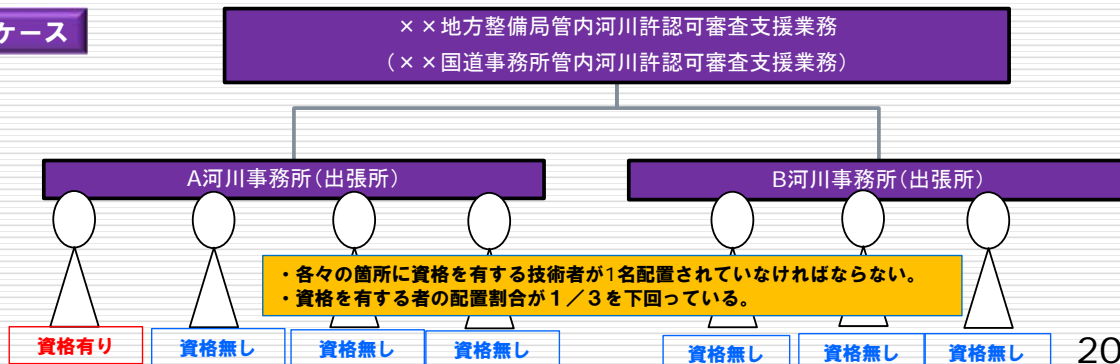 ケース
××地方整備局管内河川許認可審査支援業務
（××国道事務所管内河川許認可審査支援業務）
A河川事務所（出張所）
B河川事務所（出張所）
・各々の箇所に資格を有する技術者が1名配置されていなければならない。
・資格を有する者の配置割合が１／３を下回っている。
資格有り
資格無し
資格無し
資格無し
資格無し
資格無し
資格無し
20